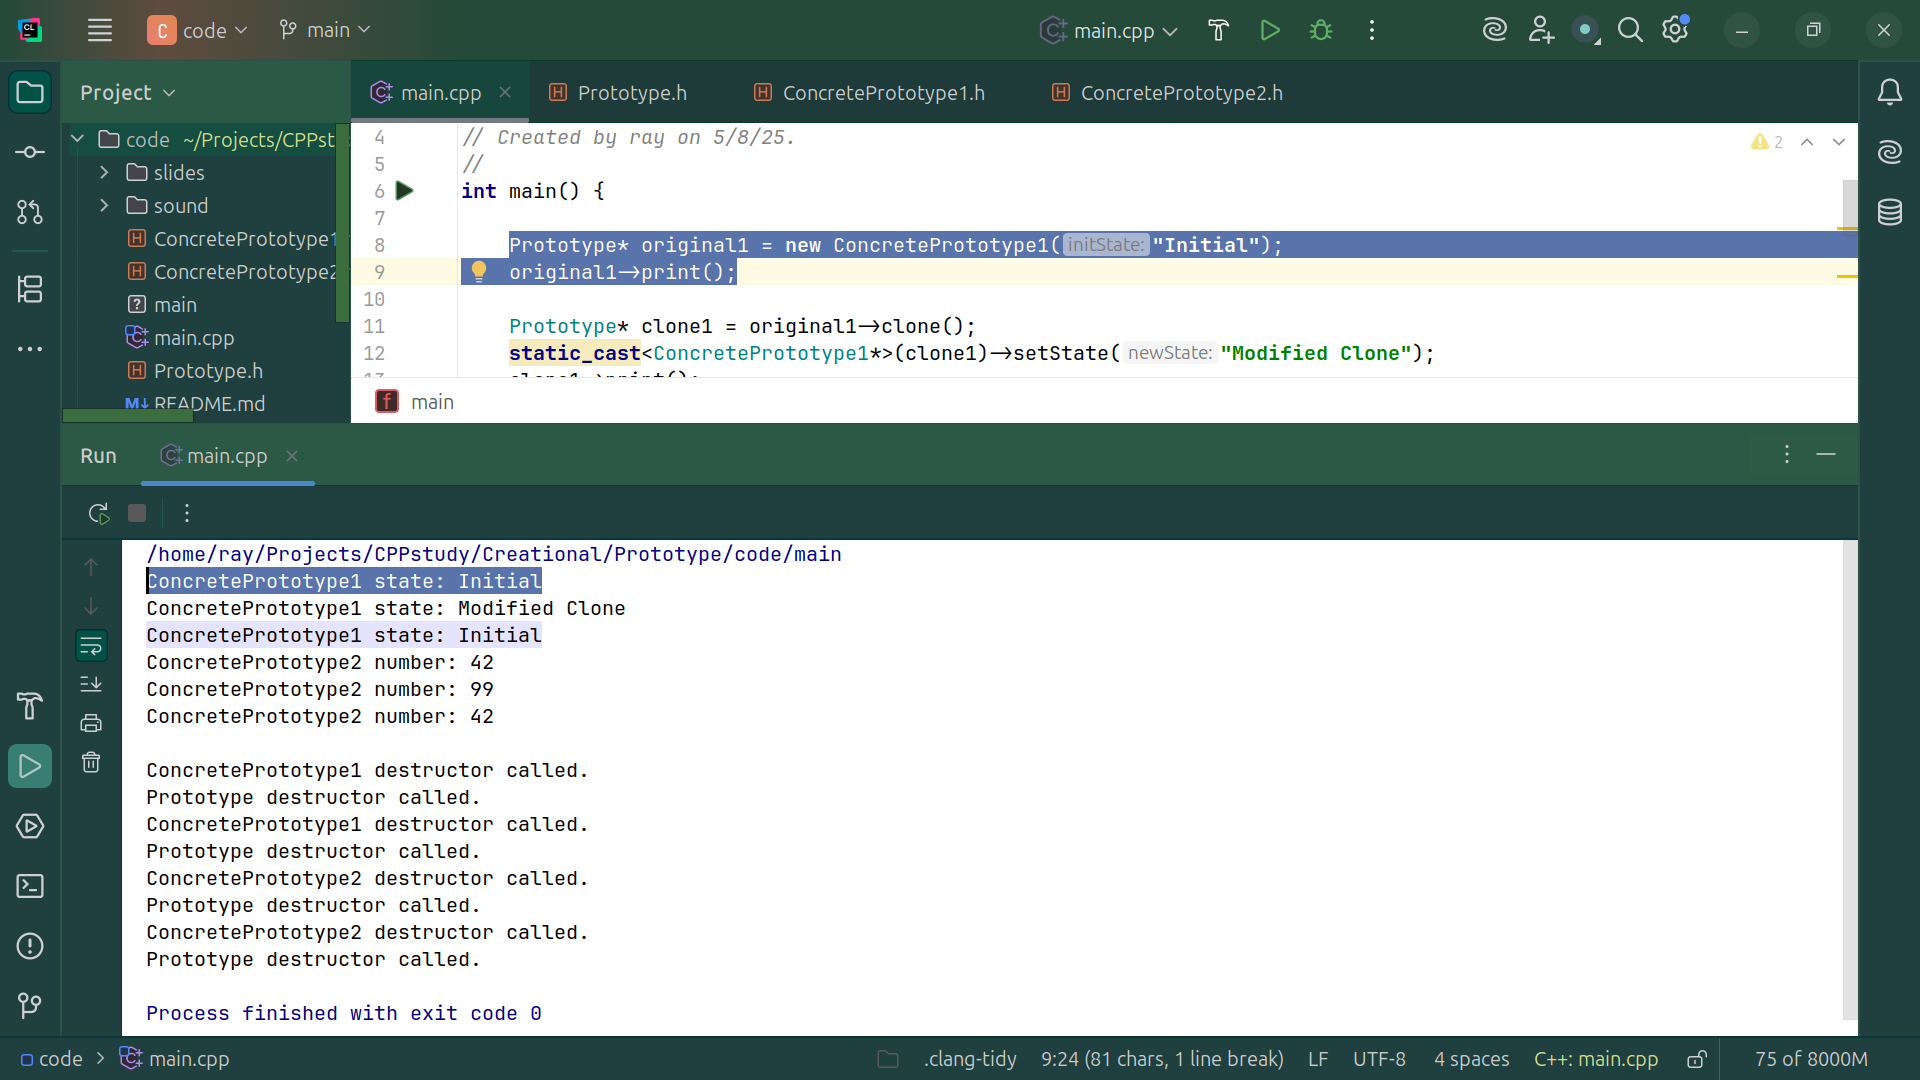 CL
C code
main
main.cpp
Project
main.cpp
Prototype.h
ConcretePrototype1.h
ConcretePrototype2.h
code ~/Projects/CPPst
slides
sound
ConcretePrototype1
ConcretePrototype2
main
main.cpp
Prototype.h
README.md
4 // Created by ray on 5/8/25.
5 //
6 int main() {
7
8 Prototype* original1 = new ConcretePrototype1(initState: "Initial");
9 original1->print();
10
11 Prototype* clone1 = original1->clone();
12 static_cast<ConcretePrototype1*>(clone1)->setState(newState: "Modified Clone");
13 clone1->print();
2
f main
Run
main.cpp
/home/ray/Projects/CPPstudy/Creational/Prototype/code/main
ConcretePrototype1 state: Initial
ConcretePrototype1 state: Modified Clone
ConcretePrototype1 state: Initial
ConcretePrototype2 number: 42
ConcretePrototype2 number: 99
ConcretePrototype2 number: 42
ConcretePrototype1 destructor called.
Prototype destructor called.
ConcretePrototype1 destructor called.
Prototype destructor called.
ConcretePrototype2 destructor called.
Prototype destructor called.
ConcretePrototype2 destructor called.
Prototype destructor called.
Process finished with exit code 0
code > main.cpp
.clang-tidy
9:24 (81 chars, 1 line break)
LF
UTF-8
4 spaces
C++: main.cpp
75 of 8000M